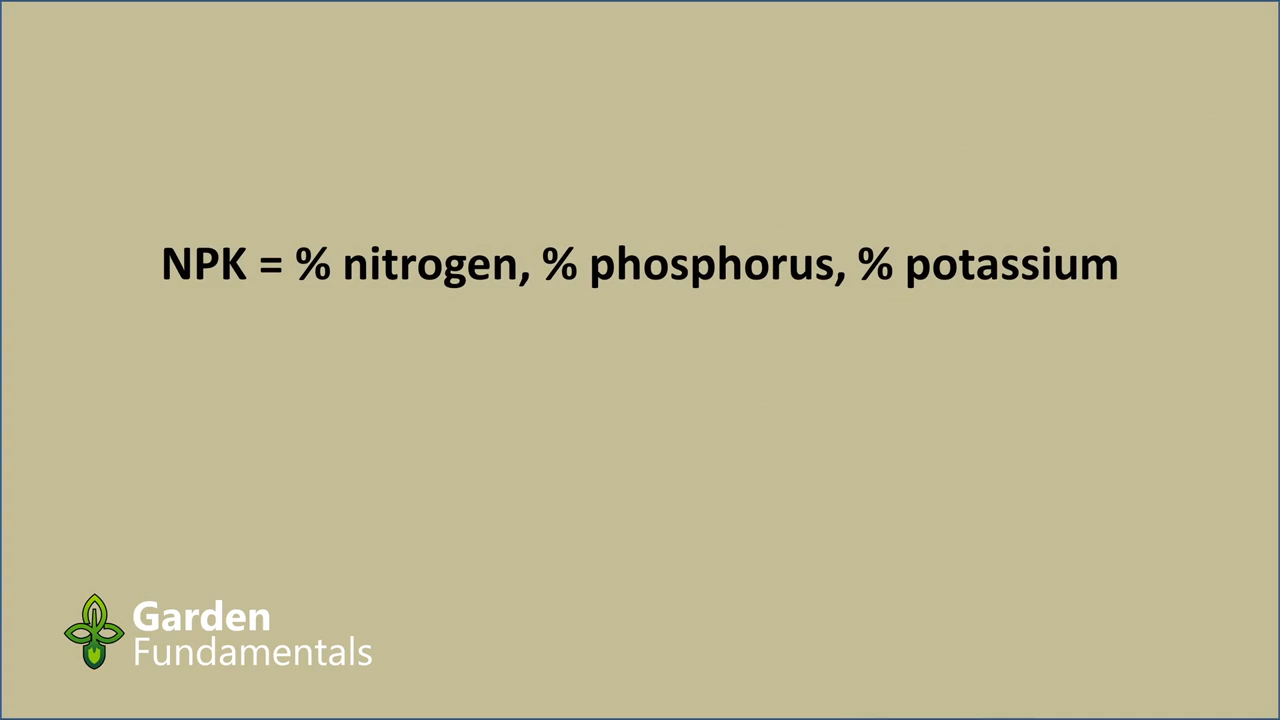 NPK = % nitrogen, % phosphorus, % potassium
Garden
Fundamentals